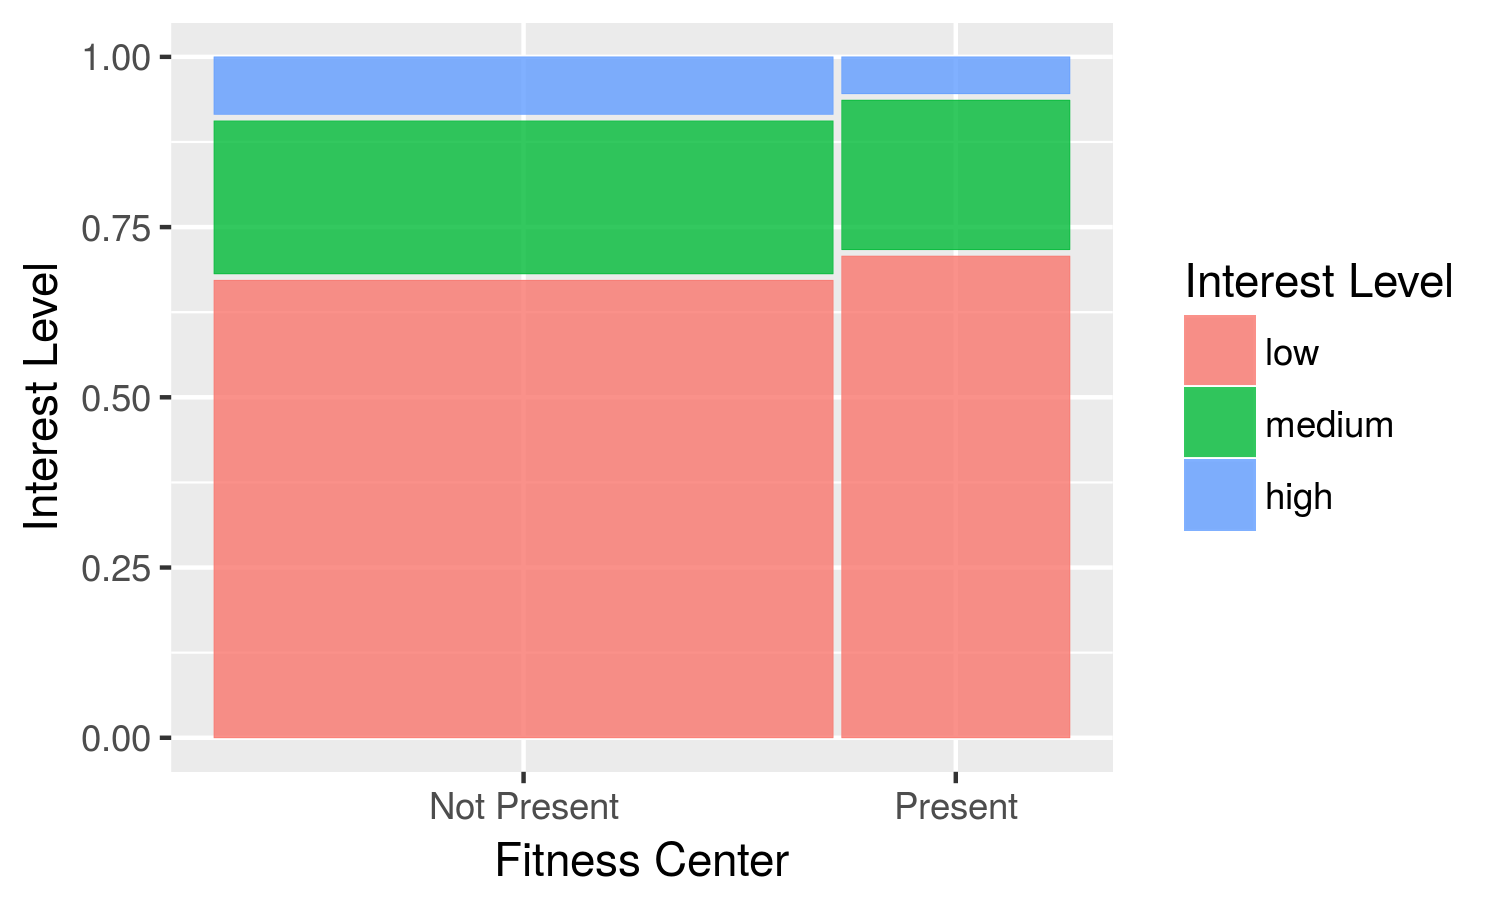 1.00
0.75
0.50
0.25
0.00
Interest Level
Not Present
Present
Fitness Center
Interest Level
low
medium
high